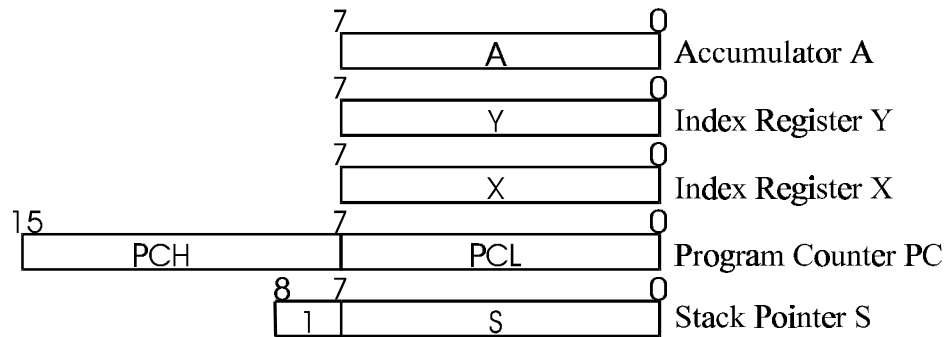 7 0
A Accumulator A
7 0
Y Index Register Y
7 0
X Index Register X
15 7 0
PCH PCL Program Counter PC
8 7 0
1 S Stack Pointer S